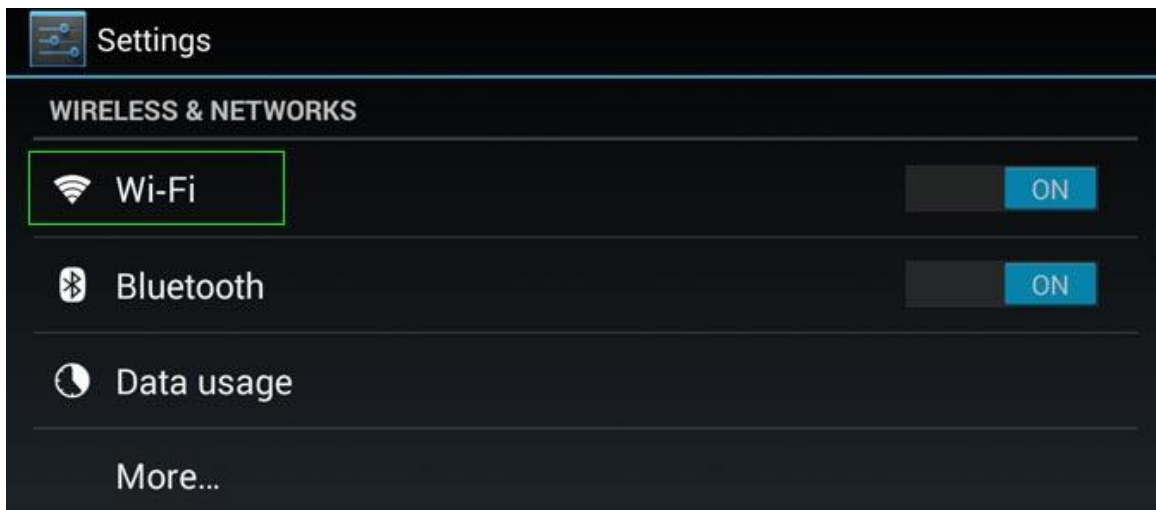 Settings
WIRELESS & NETWORKS
Wi-Fi ON
Bluetooth ON
Data usage
More...